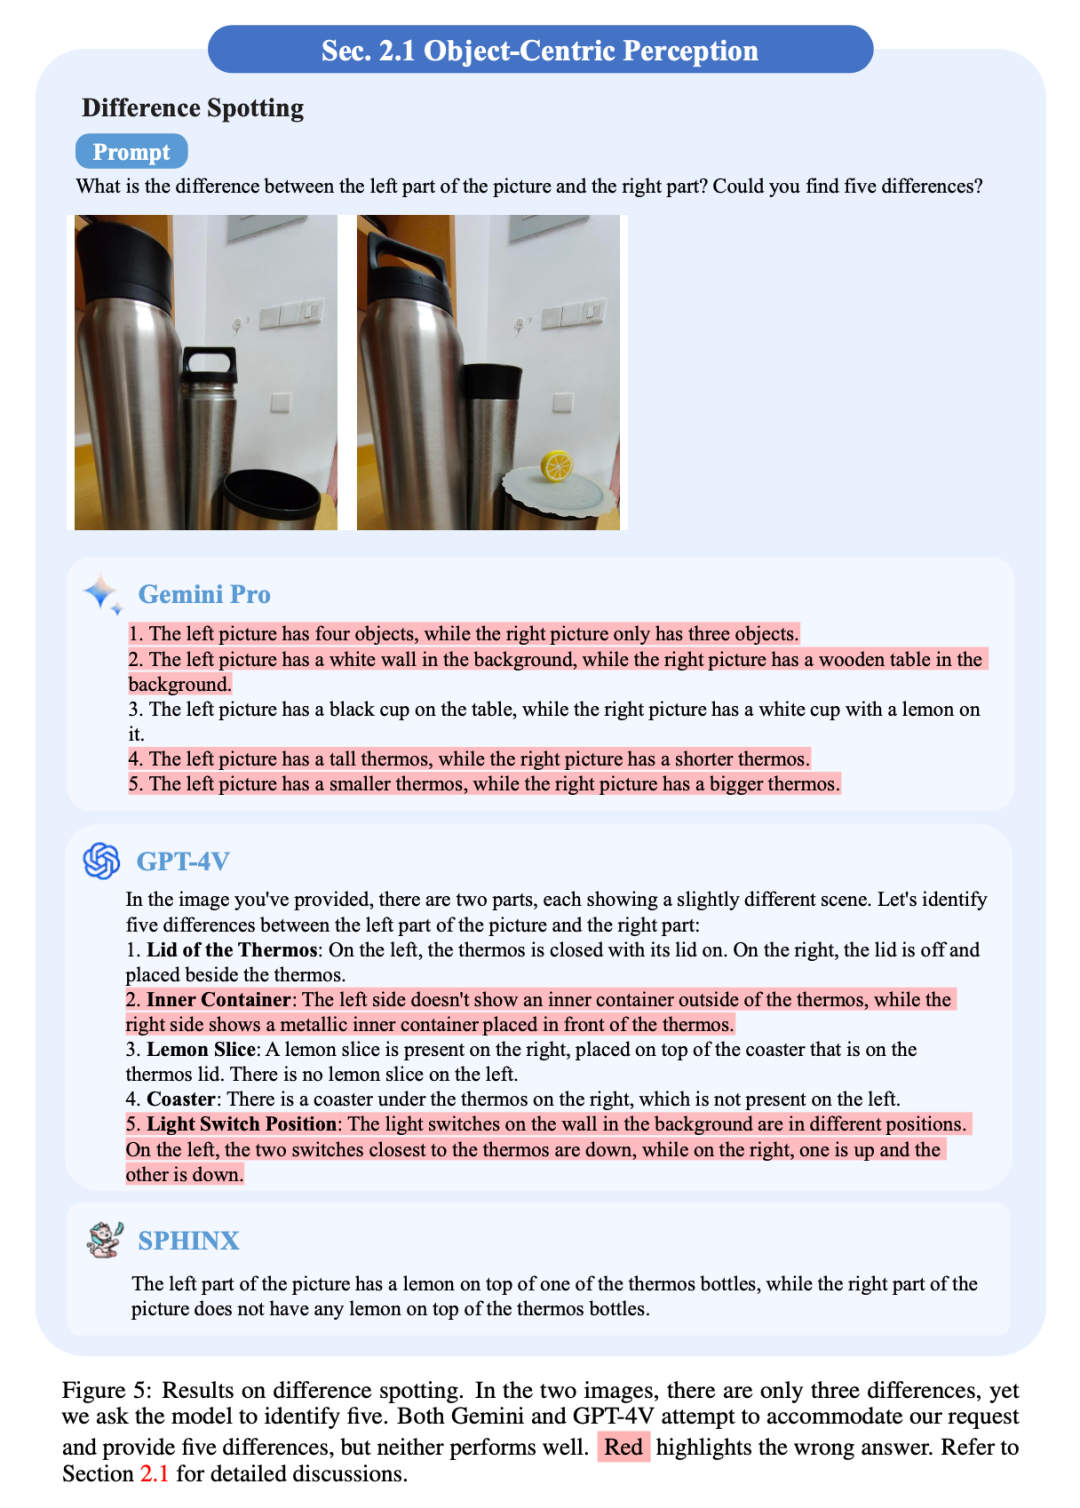 Sec. 2.1 Object-Centric Perception
Difference Spotting
Prompt
What is the difference between the left part of the picture and the right part? Could you find five differences?
Gemini Pro
1. The left picture has four objects, while the right picture only has three objects.
2. The left picture has a white wall in the background, while the right picture has a wooden table in the
background.
3. The left picture has a black cup on the table, while the right picture has a white cup with a lemon on
it.
4. The left picture has a tall thermos, while the right picture has a shorter thermos.
5. The left picture has a smaller thermos, while the right picture has a bigger thermos.
GPT-4V
In the image you've provided, there are two parts, each showing a slightly different scene. Let's identify
five differences between the left part of the picture and the right part:
1. Lid of the Thermos: On the left, the thermos is closed with its lid on. On the right, the lid is off and
placed beside the thermos.
2. Inner Container: The left side doesn't show an inner container outside of the thermos, while the
right side shows a metallic inner container placed in front of the thermos.
3. Lemon Slice: A lemon slice is present on the right, placed on top of the coaster that is on the
thermos lid. There is no lemon slice on the left.
4. Coaster: There is a coaster under the thermos on the right, which is not present on the left.
5. Light Switch Position: The light switches on the wall in the background are in different positions.
On the left, the two switches closest to the thermos are down, while on the right, one is up and the
other is down.
SPHINX
The left part of the picture has a lemon on top of one of the thermos bottles, while the right part of the
picture does not have any lemon on top of the thermos bottles.
Figure 5: Results on difference spotting. In the two images, there are only three differences, yet
we ask the model to identify five. Both Gemini and GPT-4V attempt to accommodate our request
and provide five differences, but neither performs well. Red highlights the wrong answer. Refer to
Section 2.1 for detailed discussions.